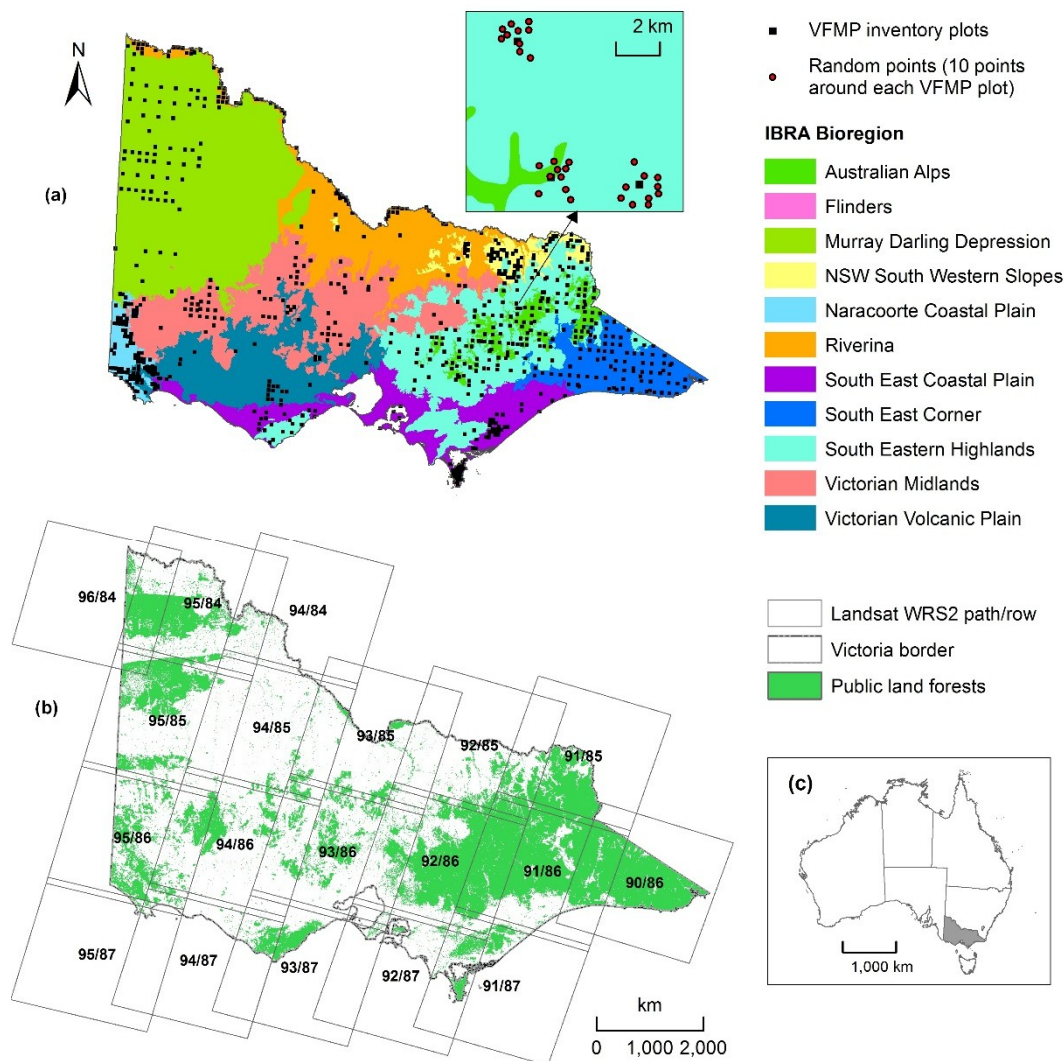 N
(a)
2 km
VFMP inventory plots
Random points (10 points
around each VFMP plot)
IBRA Bioregion
Australian Alps
Flinders
Murray Darling Depression
NSW South Western Slopes
Naracoorte Coastal Plain
Riverina
South East Coastal Plain
South East Corner
South Eastern Highlands
Victorian Midlands
Victorian Volcanic Plain
(b)
96/84
95/84
94/84
95/85
94/85
93/85
92/85
91/85
95/86
94/86
93/86
92/86
91/86
90/86
95/87
94/87
93/87
92/87
91/87
km
0 1,000 2,000
Landsat WRS2 path/row
Victoria border
Public land forests
(c)
1,000 km